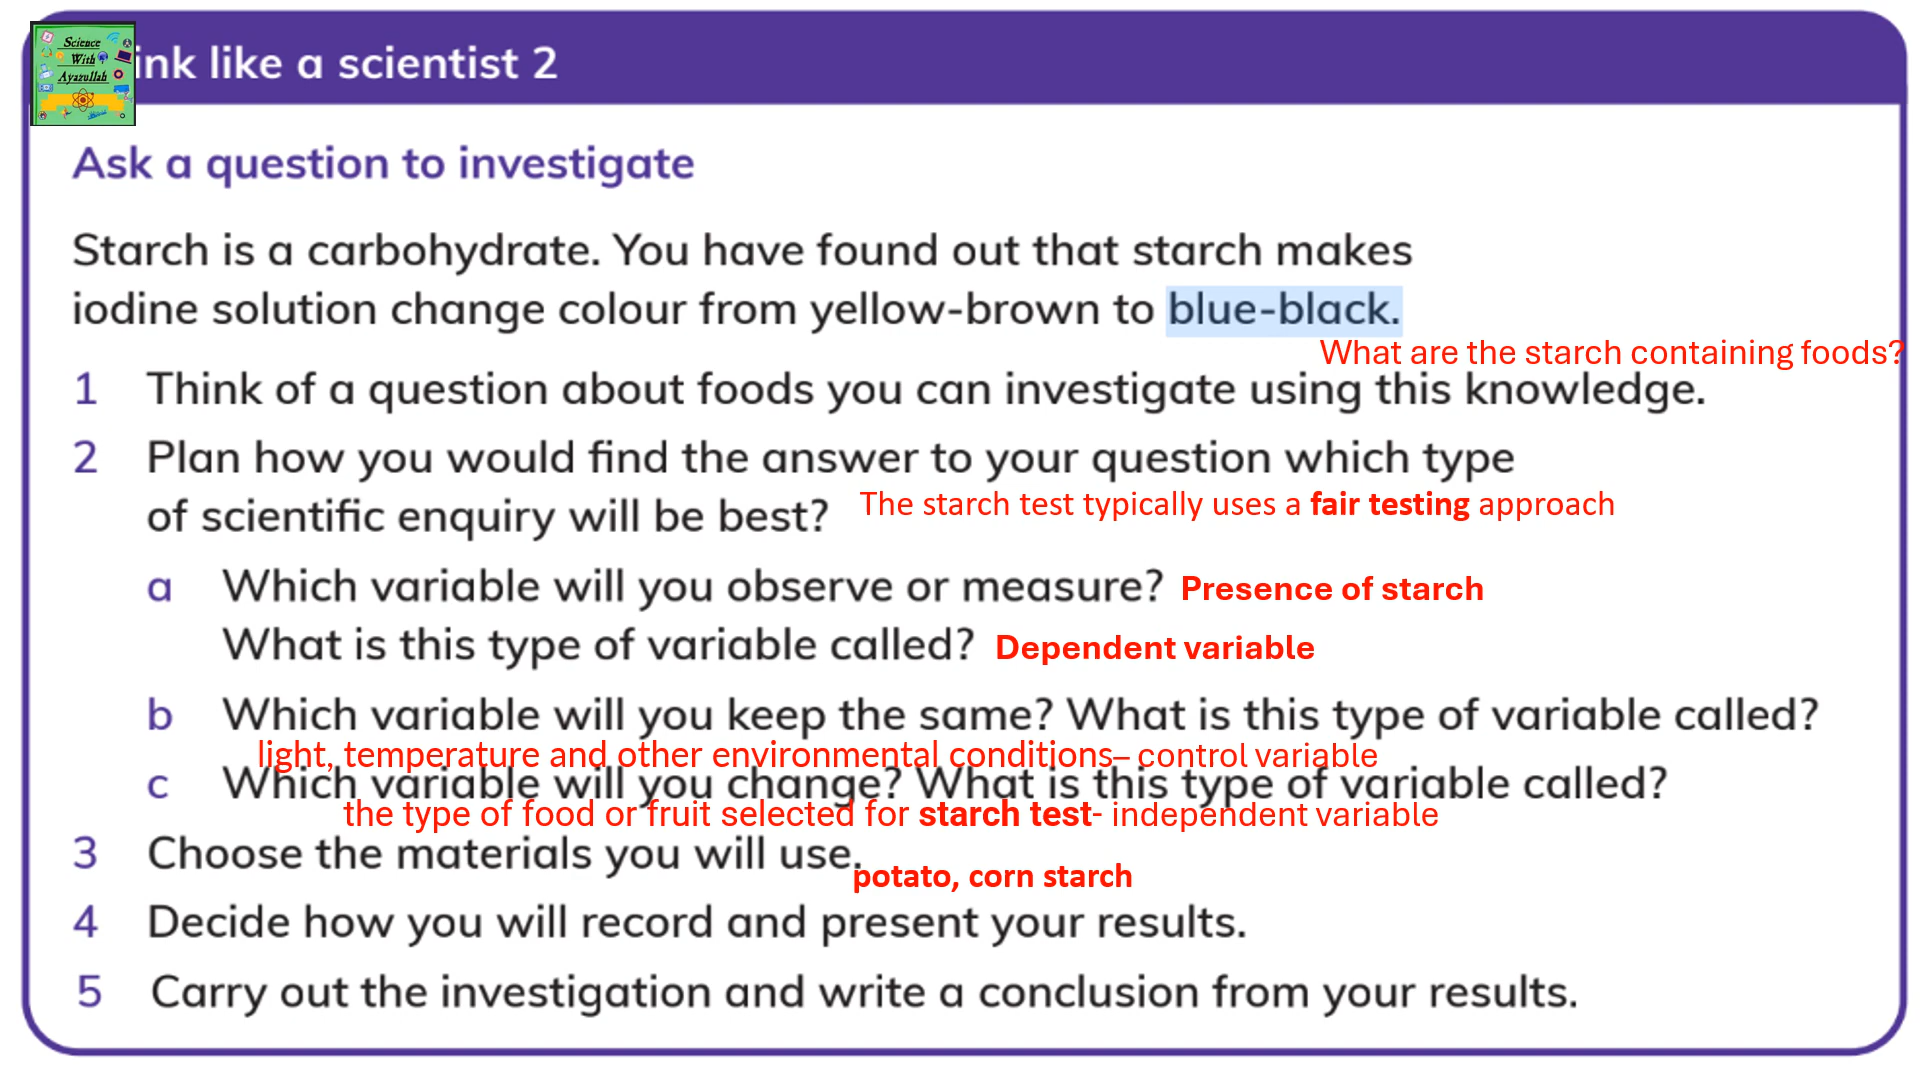 Science
With
Ayazullah
ink like a scientist 2
Ask a question to investigate
Starch is a carbohydrate. You have found out that starch makes
iodine solution change colour from yellow-brown to blue-black.
What are the starch containing foods?
1 Think of a question about foods you can investigate using this knowledge.
2 Plan how you would find the answer to your question which type
of scientific enquiry will be best? The starch test typically uses a fair testing approach
a Which variable will you observe or measure? Presence of starch
What is this type of variable called? Dependent variable
b Which variable will you keep the same? What is this type of variable called?
light, temperature and other environmental conditions– control variable
c Which variable will you change? What is this type of variable called?
the type of food or fruit selected for starch test- independent variable
3 Choose the materials you will use.
potato, corn starch
4 Decide how you will record and present your results.
5 Carry out the investigation and write a conclusion from your results.